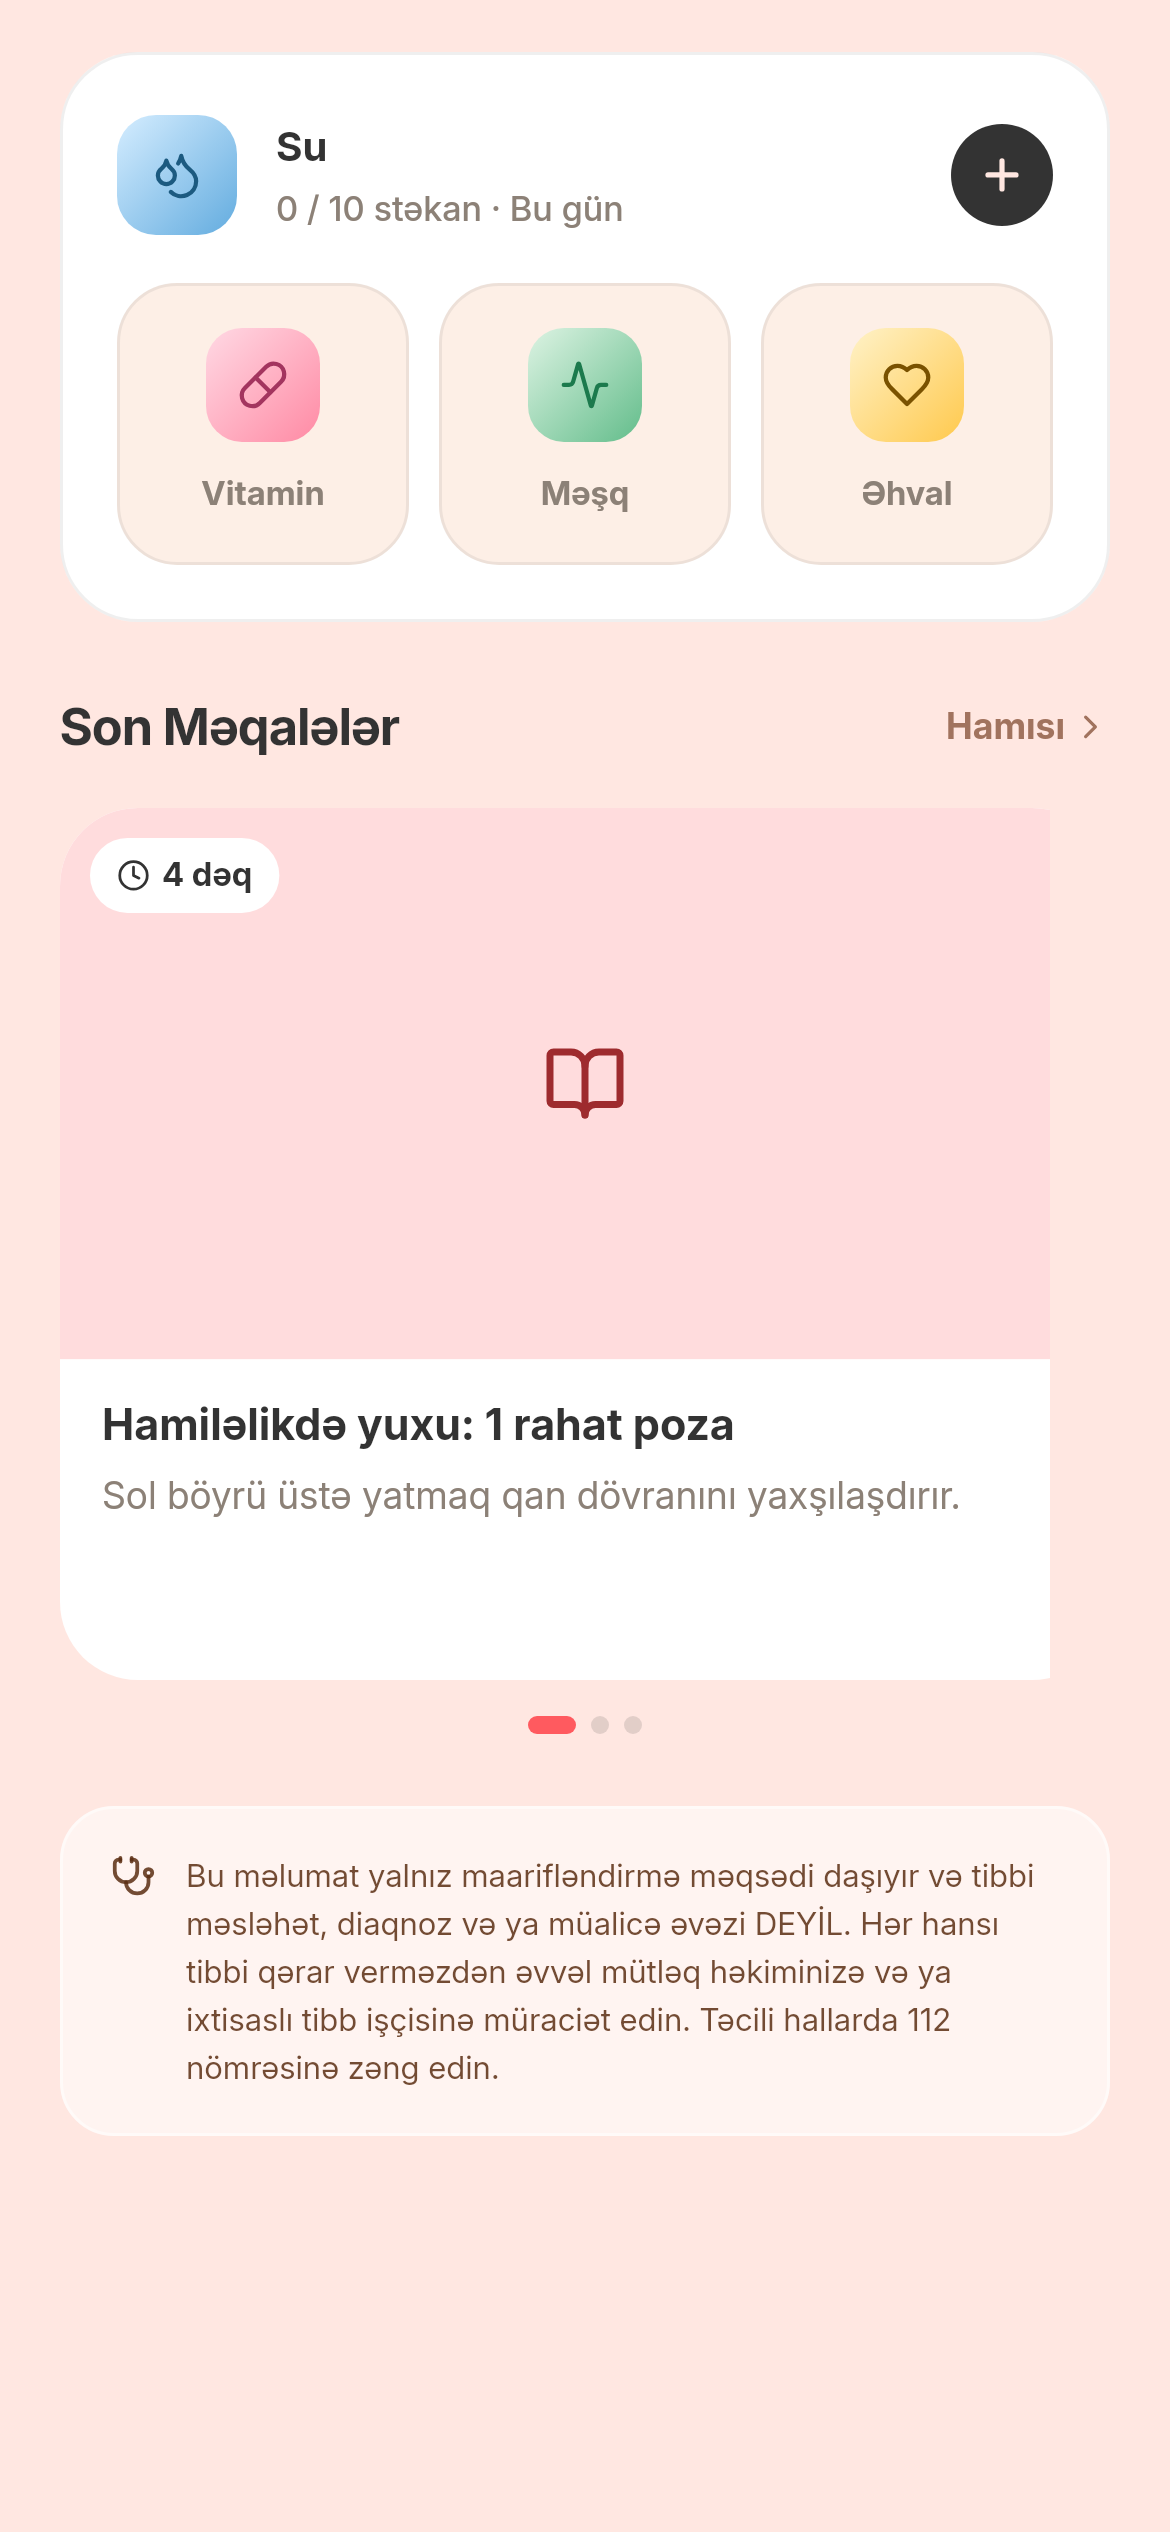 Su
0 / 10 stəkan · Bu gün
Vitamin
Məşq
Əhval
Son Məqalələr
Hamısı
4 dəq
Hamiləlikdə yuxu: 1 rahat poza
Sol böyrü üstə yatmaq qan dövranını yaxşılaşdırır.
Bu məlumat yalnız maarifləndirmə məqsədi daşıyır və tibbi
məsləhət, diaqnoz və ya müalicə əvəzi DEYİL. Hər hansı
tibbi qərar verməzdən əvvəl mütləq həkiminizə və ya
ixtisaslı tibb işçisinə müraciət edin. Təcili hallarda 112
nömrəsinə zəng edin.